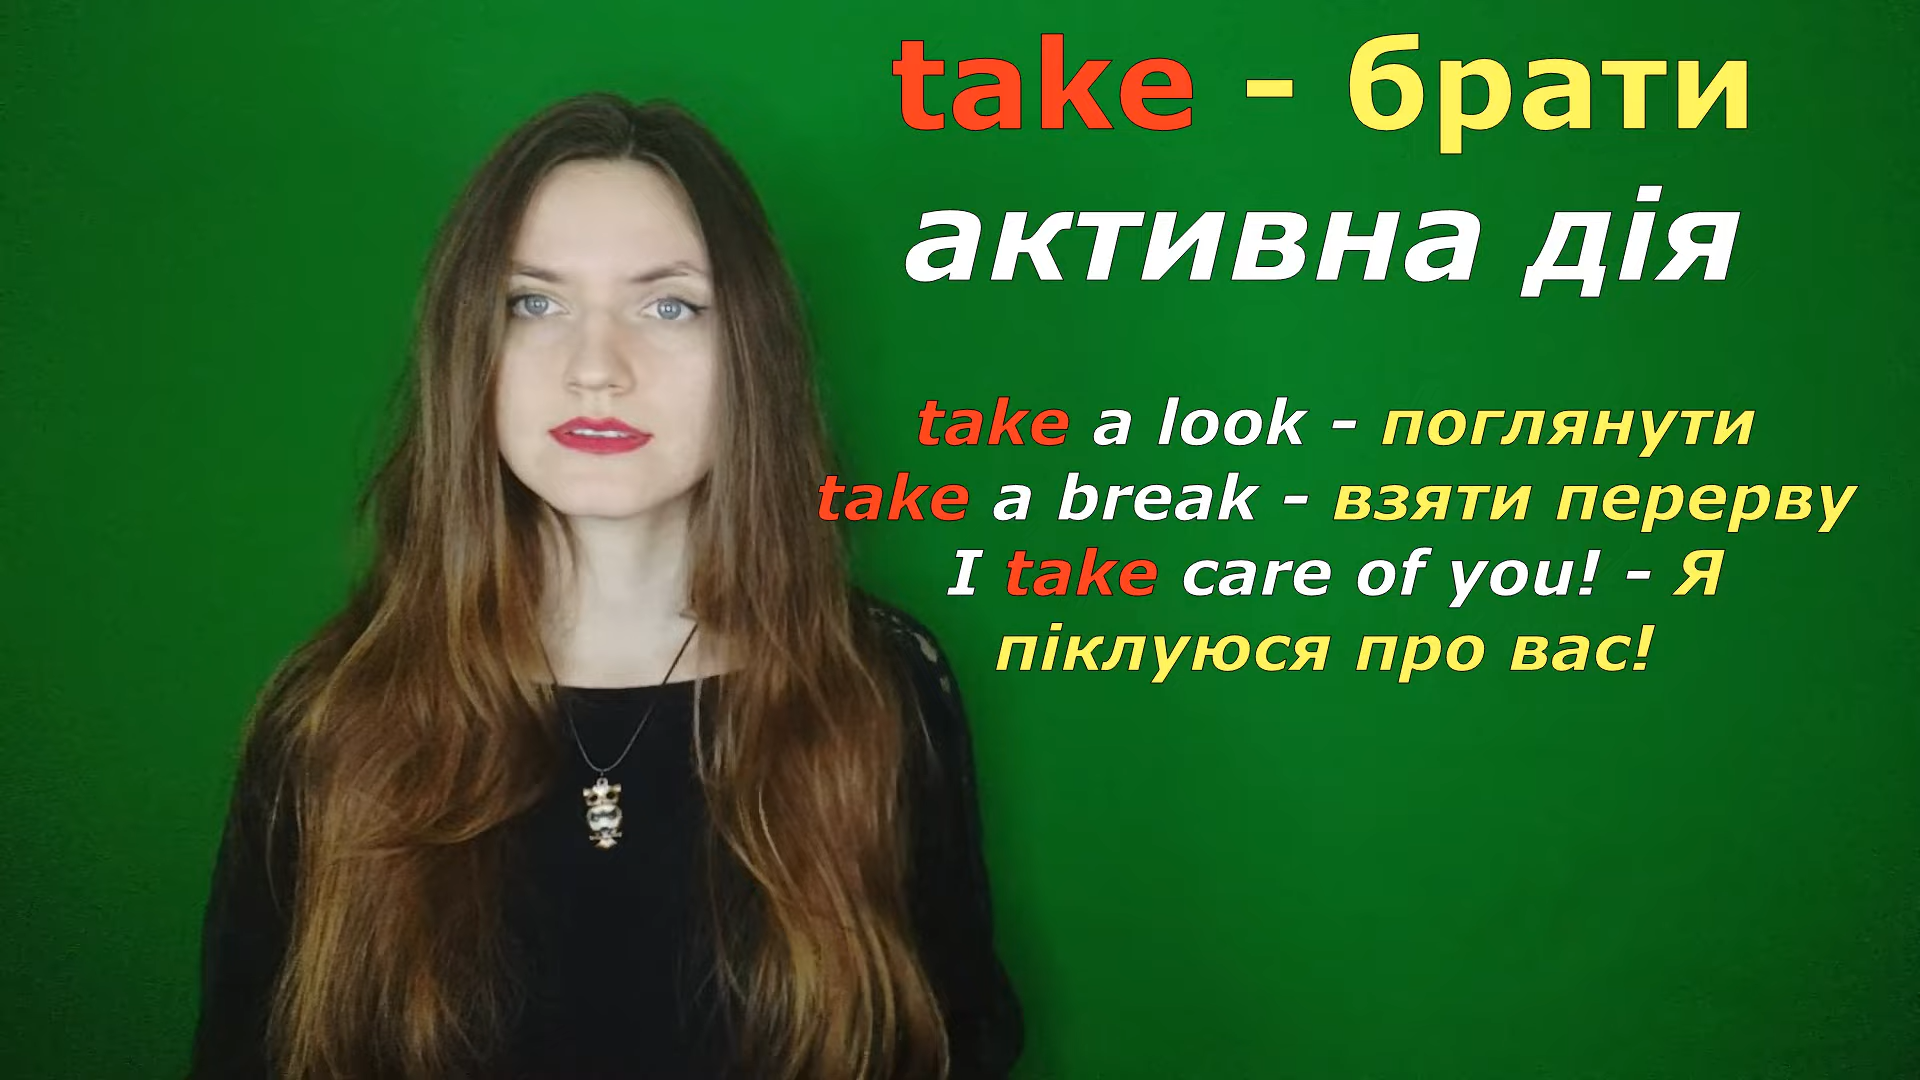 take - брати
активна дія
take a look - поглянути
take a break - взяти перерву
I take care of you! - Я
піклуюся про вас!